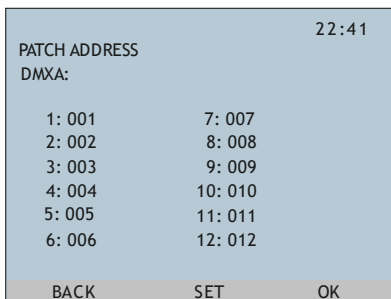 22:41
PATCH ADDRESS
DMXA:
1: 001 7: 007
2: 002 8: 008
3: 003 9: 009
4: 004 10: 010
5: 005 11: 011
6: 006 12: 012
BACK SET OK